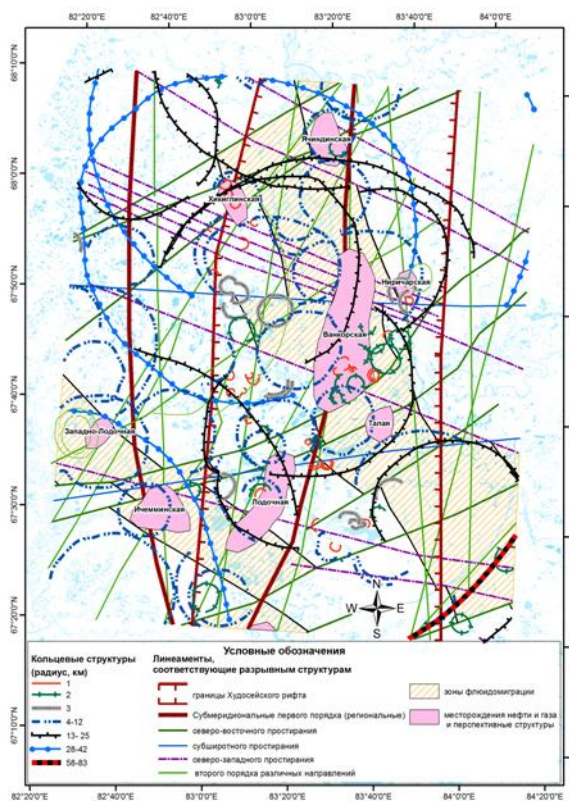 82°20'0"E 82°40'0"E 83°0'0"E 83°20'0"E 83°40'0"E 84°0'0"E
68°10'0"N
Ячиндинская
68°0'0"N
Хикиглинская
67°50'0"N
Ниричарская
Ванкорская
67°40'0"N
Западно-Лодочная
Талая
67°30'0"N
Лодочная
Ичемминская
N
W E
S
67°20'0"N
Условные обозначения
Кольцевые структуры
(радиус, км)
1
2
3
4-12
13- 25
28-42
58-83
Линеаменты,
соответствующие разрывным структурам
границы Худосейского рифта
Субмеридиональные первого порядка (региональные)
северо-восточного простирания
субширотного простирания
северо-западного простирания
второго порядка различных направлений
зоны флюидомиграции
месторождения нефти и газа
и перспективные структуры
67°10'0"N
82°20'0"E 82°40'0"E 83°0'0"E 83°20'0"E 83°40'0"E 84°0'0"E 84°20'0"E